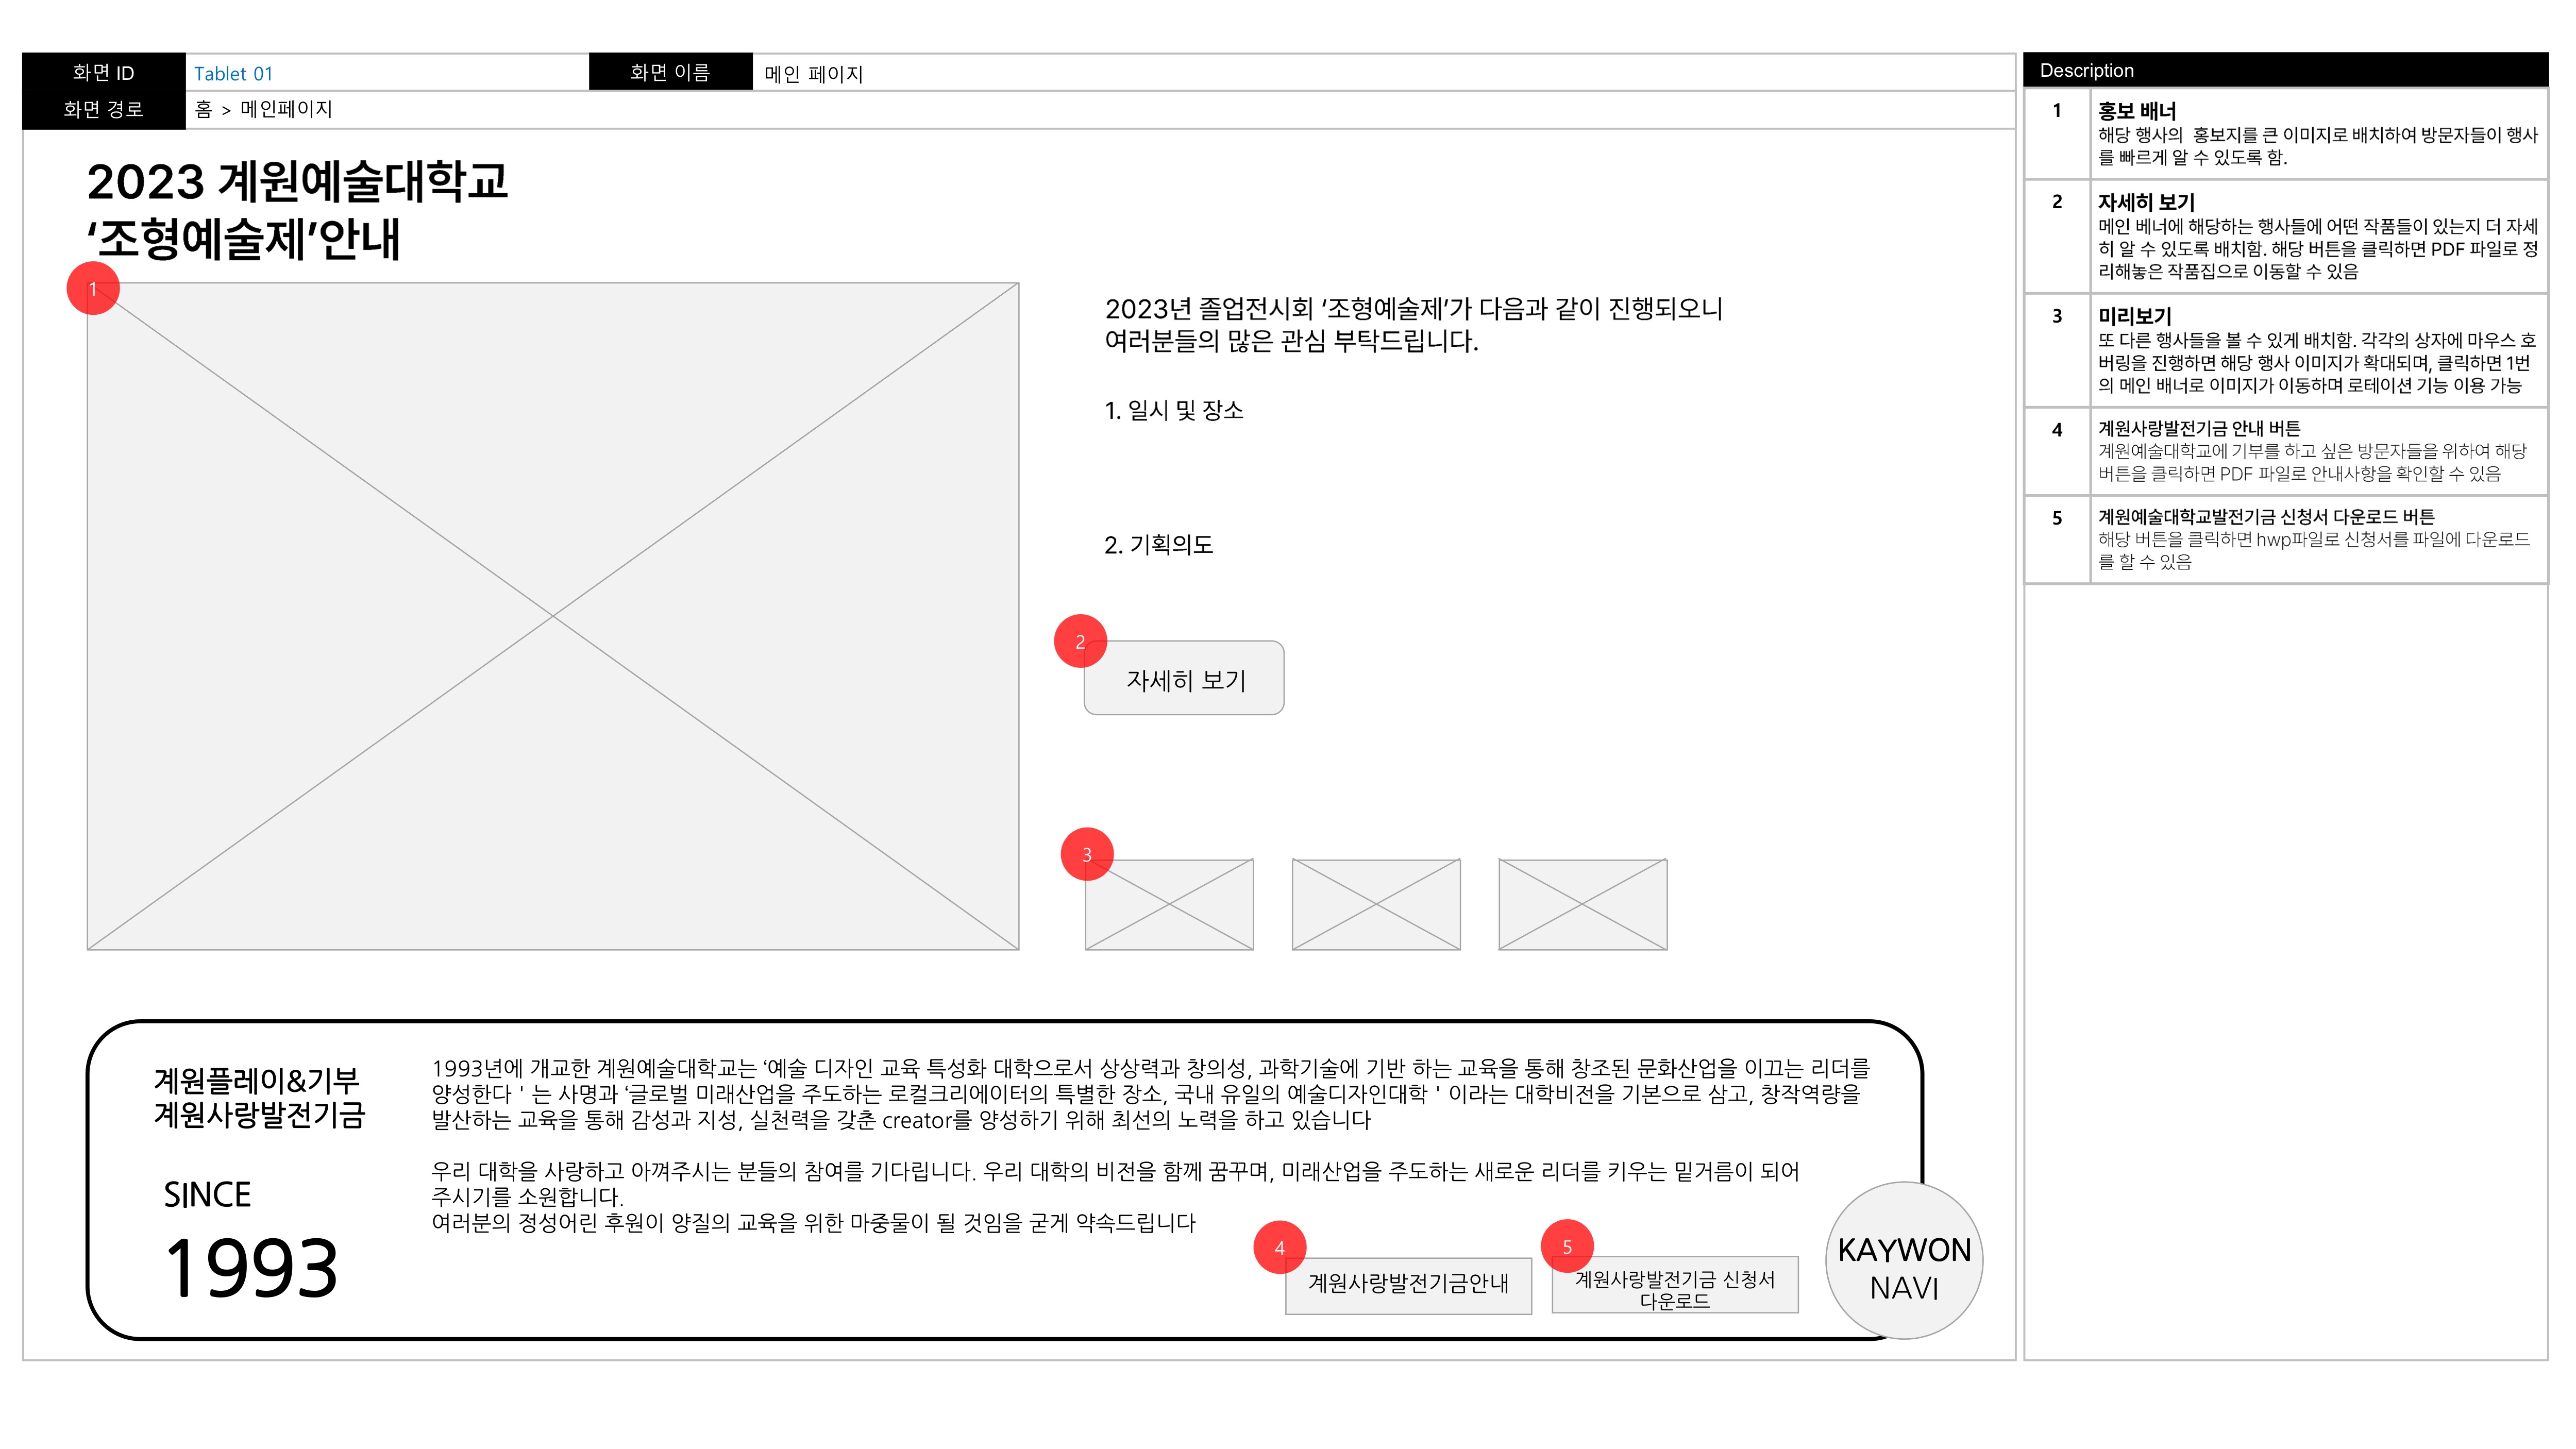 화면 ID
Tablet 01
화면 이름
메인 페이지
화면 경로
홈 > 메인페이지
2023 계원예술대학교
‘조형예술제’안내
1
2023년 졸업전시회 ‘조형예술제’가 다음과 같이 진행되오니
여러분들의 많은 관심 부탁드립니다.
1. 일시 및 장소
2. 기획의도
2
자세히 보기
3
계원플레이&기부
계원사랑발전기금
SINCE
1993
1993년에 개교한 계원예술대학교는 ‘예술 디자인 교육 특성화 대학으로서 상상력과 창의성, 과학기술에 기반 하는 교육을 통해 창조된 문화산업을 이끄는 리더를
양성한다 ' 는 사명과 ‘글로벌 미래산업을 주도하는 로컬크리에이터의 특별한 장소, 국내 유일의 예술디자인대학 ' 이라는 대학비전을 기본으로 삼고, 창작역량을
발산하는 교육을 통해 감성과 지성, 실천력을 갖춘 creator를 양성하기 위해 최선의 노력을 하고 있습니다
우리 대학을 사랑하고 아껴주시는 분들의 참여를 기다립니다. 우리 대학의 비전을 함께 꿈꾸며, 미래산업을 주도하는 새로운 리더를 키우는 밑거름이 되어
주시기를 소원합니다.
여러분의 정성어린 후원이 양질의 교육을 위한 마중물이 될 것임을 굳게 약속드립니다
4
계원사랑발전기금안내
5
계원사랑발전기금 신청서
다운로드
KAYWON
NAVI
Description
1
홍보 배너
해당 행사의  홍보지를 큰 이미지로 배치하여 방문자들이 행사
를 빠르게 알 수 있도록 함.
2
자세히 보기
메인 베너에 해당하는 행사들에 어떤 작품들이 있는지 더 자세
히 알 수 있도록 배치함. 해당 버튼을 클릭하면 PDF 파일로 정
리해놓은 작품집으로 이동할 수 있음
3
미리보기
또 다른 행사들을 볼 수 있게 배치함. 각각의 상자에 마우스 호
버링을 진행하면 해당 행사 이미지가 확대되며, 클릭하면 1번
의 메인 배너로 이미지가 이동하며 로테이션 기능 이용 가능
4
계원사랑발전기금 안내 버튼
계원예술대학교에 기부를 하고 싶은 방문자들을 위하여 해당
버튼을 클릭하면 PDF 파일로 안내사항을 확인할 수 있음
5
계원예술대학교발전기금 신청서 다운로드 버튼
해당 버튼을 클릭하면 hwp파일로 신청서를 파일에 다운로드
를 할 수 있음